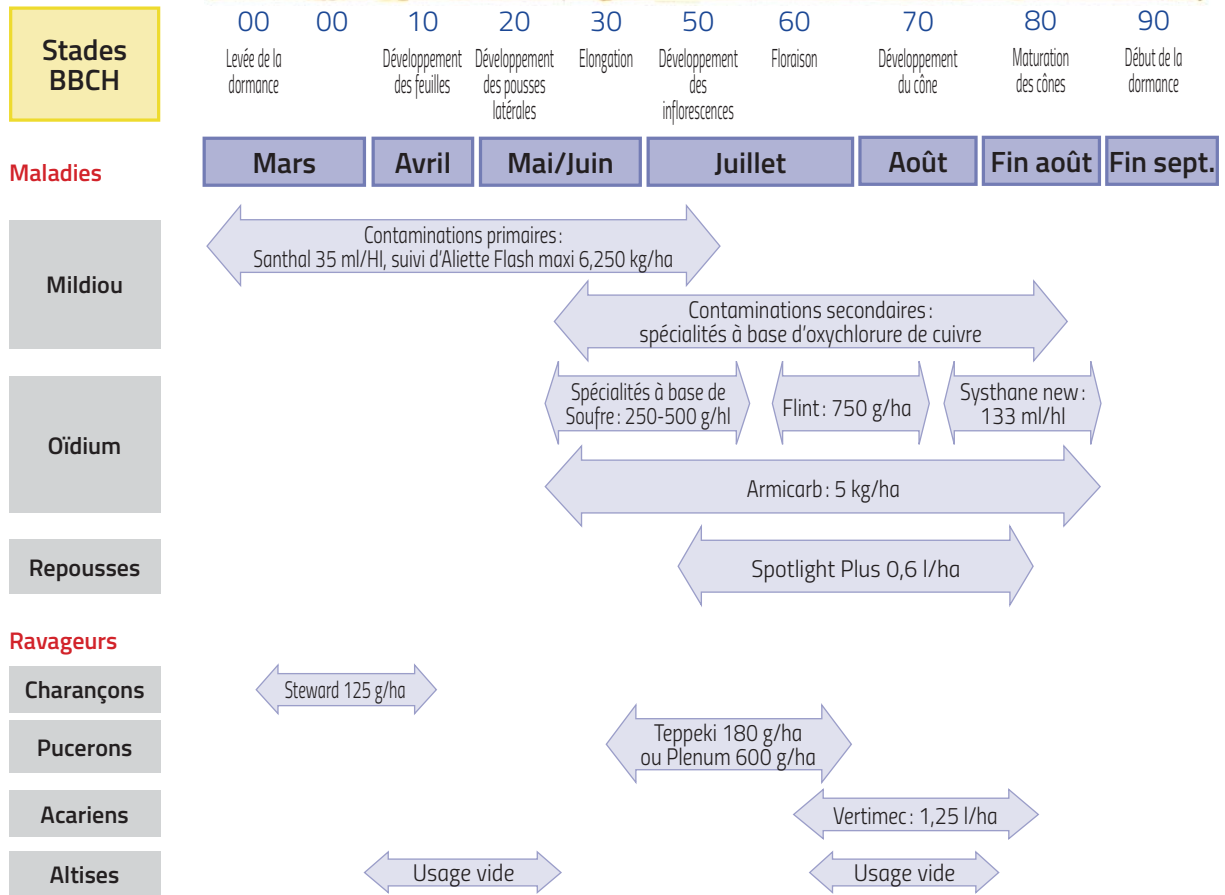 Stades
BBCH
00 00 10 20 30 50 60 70 80 90
Levée de la
dormance
Développement
des feuilles
Développement
des pousses
latérales
Elongation
Développement
des
inflorescences
Floraison
Développement
du cône
Maturation
des cônes
Début de la
dormance
Maladies
Mars Avril Mai/Juin Juillet Août Fin août Fin sept.
Mildiou
Contaminations primaires :
Santhal 35 ml/Hl, suivi d'Aliette Flash maxi 6,250 kg/ha
Contaminations secondaires :
spécialités à base d'oxychlorure de cuivre
Oïdium
Spécialités à base de
Soufre : 250-500 g/hl
Flint : 750 g/ha
Systhane new :
133 ml/hl
Armicarb : 5 kg/ha
Repousses
Spotlight Plus 0,6 l/ha
Ravageurs
Charançons
Steward 125 g/ha
Pucerons
Teppeki 180 g/ha
ou Plenum 600 g/ha
Acariens
Vertimec : 1,25 l/ha
Altises
Usage vide
Usage vide